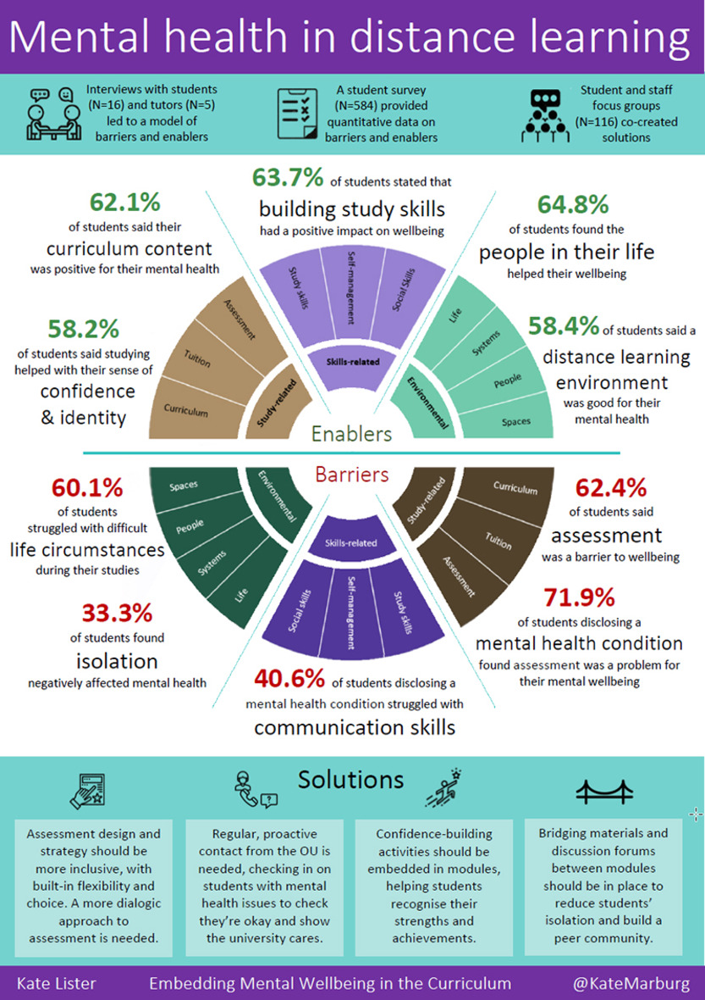 Mental health in distance learning
Interviews with students
(N=16) and tutors (N=5)
led to a model of
barriers and enablers
A student survey
(N=584) provided
quantitative data on
barriers and enablers
Student and staff
focus groups
(N=116) co-created
solutions
62.1%
of students said their
curriculum content
was positive for their mental health
63.7% of students stated that
building study skills
had a positive impact on wellbeing
64.8%
of students found the
people in their life
helped their wellbeing
58.2%
of students said studying
helped with their sense of
confidence
& identity
58.4% of students said a
distance learning
environment
was good for their
mental health
Assessment
Tuition
Curriculum
Study-related
Study skills
Self-management
Social Skills
Skills-related
Life
Systems
People
Spaces
Environmental
Enablers
Barriers
60.1%
of students
struggled with difficult
life circumstances
during their studies
33.3%
of students found
isolation
negatively affected mental health
Spaces
People
Systems
Life
Environmental
Skills-related
Social skills
Self-management
Study skills
Study-related
Curriculum
Tuition
Assessment
62.4%
of students said
assessment
was a barrier to wellbeing
71.9%
of students disclosing a
mental health condition
found assessment was a problem for
their mental wellbeing
40.6% of students disclosing a
mental health condition struggled with
communication skills
Solutions
?
Assessment design and
strategy should be
more inclusive, with
built-in flexibility and
choice. A more dialogic
approach to
assessment is needed.
Regular, proactive
contact from the OU is
needed, checking in on
students with mental
health issues to check
they're okay and show
the university cares.
Confidence-building
activities should be
embedded in modules,
helping students
recognise their
strengths and
achievements.
Bridging materials and
discussion forums
between modules
should be in place to
reduce students'
isolation and build a
peer community.
Kate Lister
Embedding Mental Wellbeing in the Curriculum
@KateMarburg